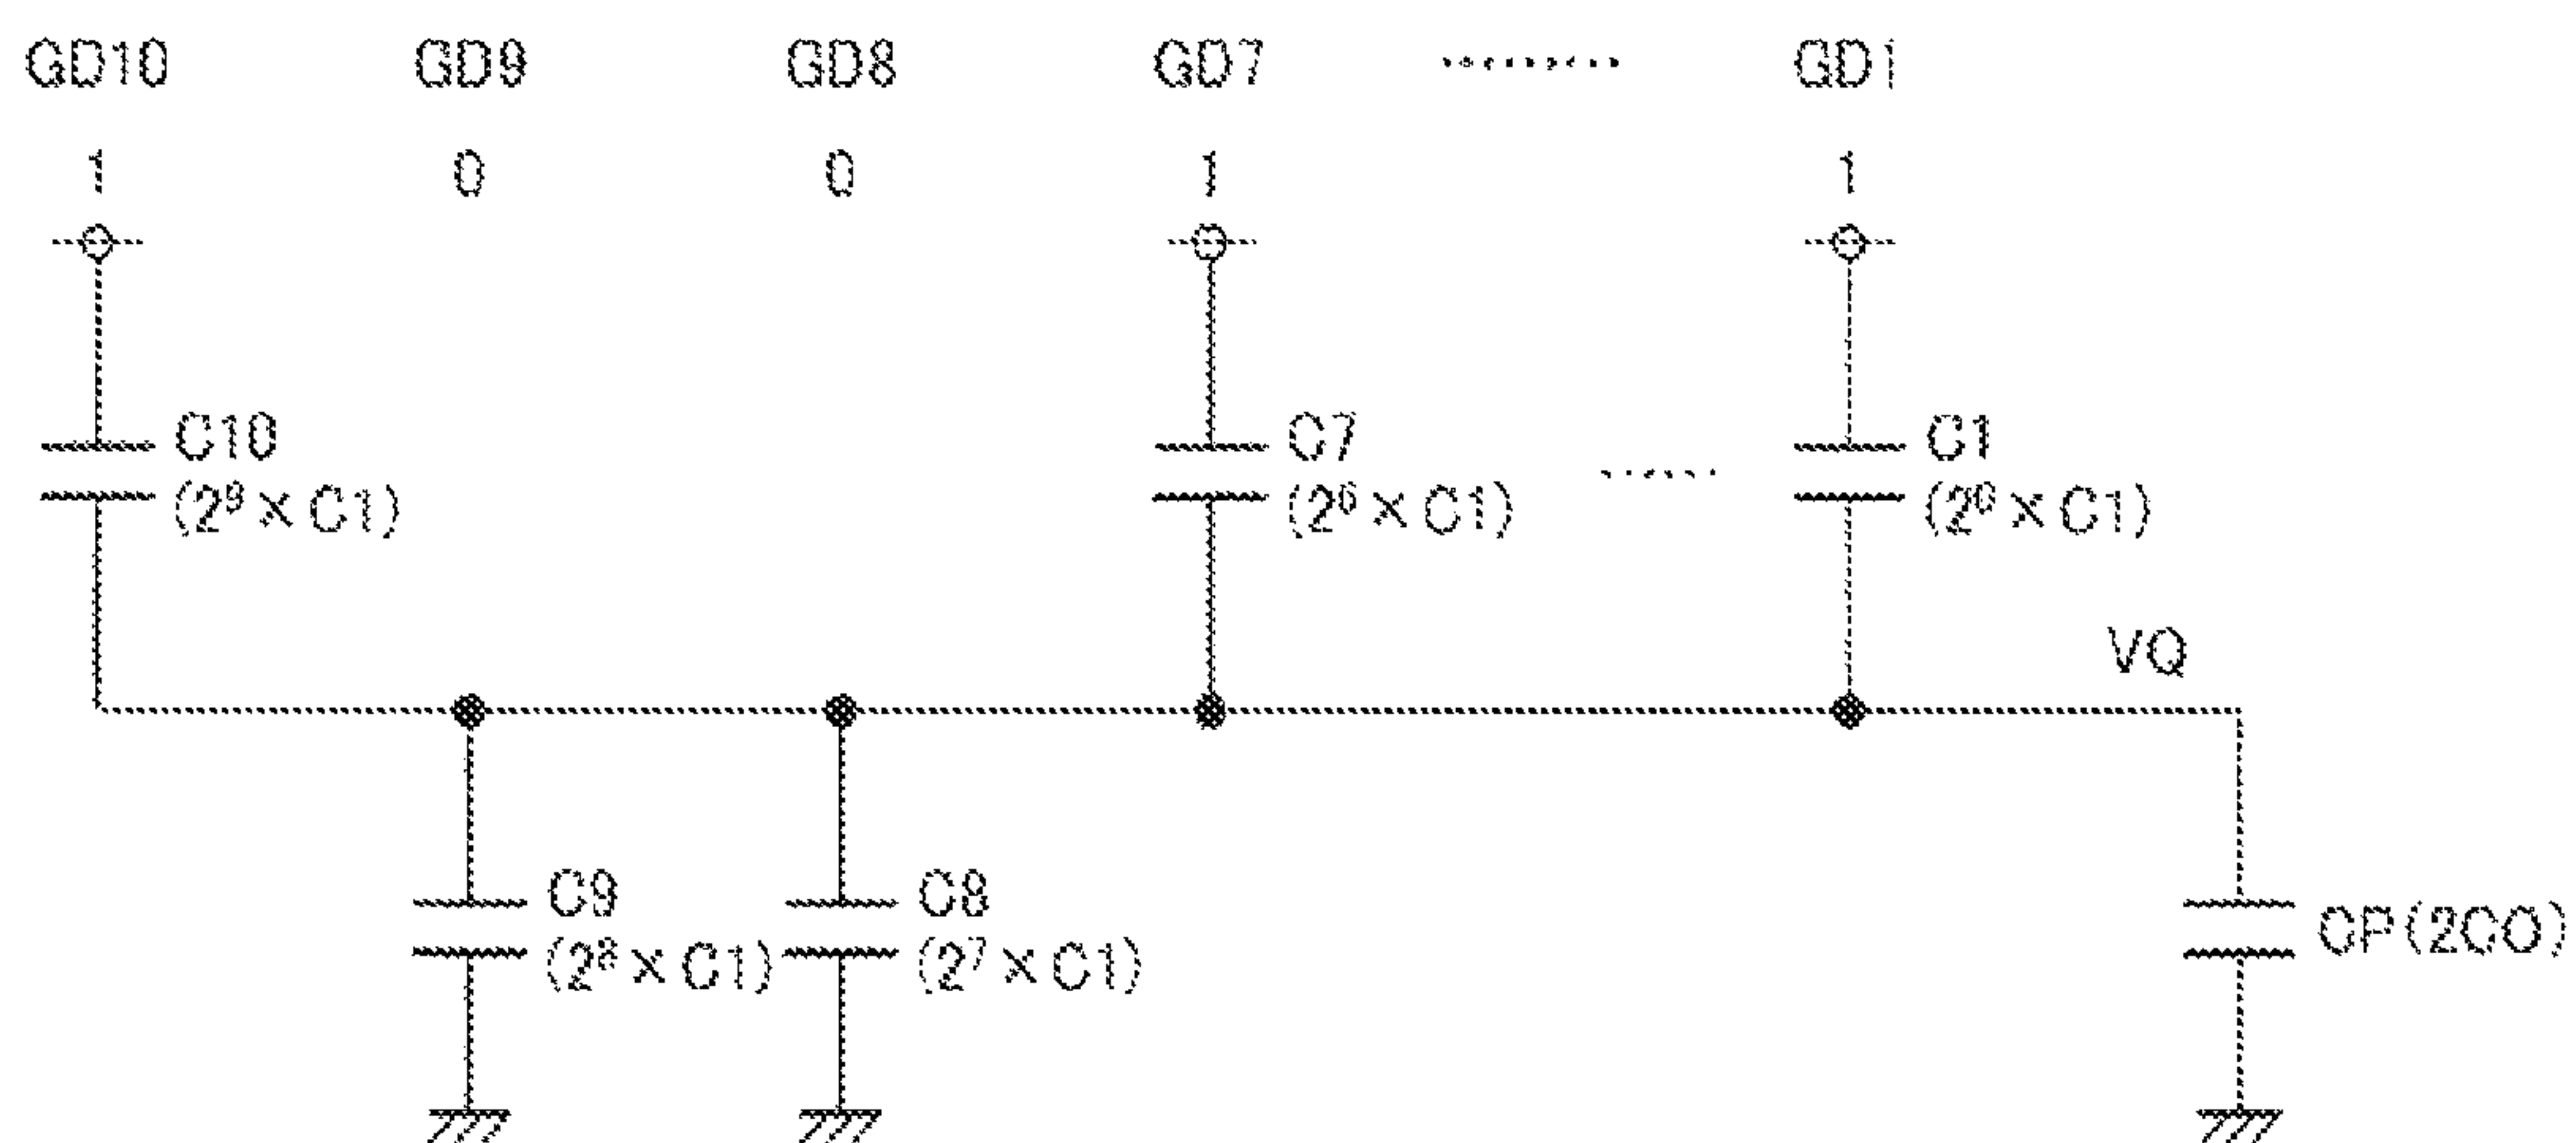 GD10 GD9 GD8 GD7 ········ GD1
1 0 0 1 1
C10 C7 C1
(2⁹×C1) (2⁶×C1) ······ (2⁰×C1)
VQ
C9 C8
CP(2CO)
(2⁸×C1) (2⁷×C1)